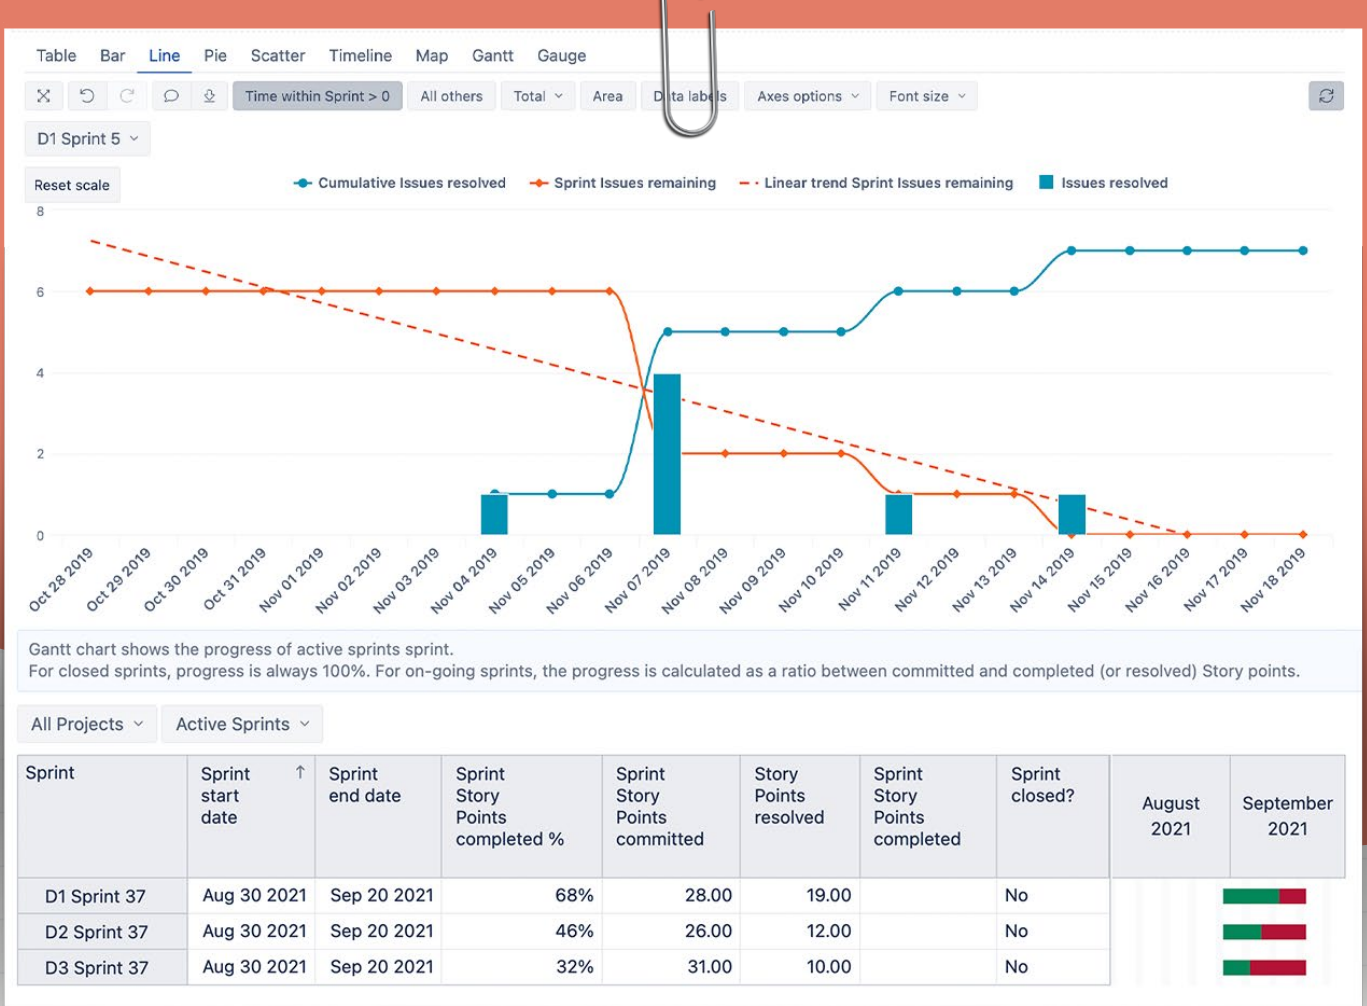 Table Bar Line Pie Scatter Timeline Map Gantt Gauge
Time within Sprint > 0 All others Total Area Data labels Axes options Font size
D1 Sprint 5
Reset scale
Cumulative Issues resolved Sprint Issues remaining Linear trend Sprint Issues remaining Issues resolved
8
6
4
2
0
Oct 28 2019 Oct 29 2019 Oct 30 2019 Oct 31 2019 Nov 01 2019 Nov 02 2019 Nov 03 2019 Nov 04 2019 Nov 05 2019 Nov 06 2019 Nov 07 2019 Nov 08 2019 Nov 09 2019 Nov 10 2019 Nov 11 2019 Nov 12 2019 Nov 13 2019 Nov 14 2019 Nov 15 2019 Nov 16 2019 Nov 17 2019 Nov 18 2019
Gantt chart shows the progress of active sprints sprint.
For closed sprints, progress is always 100%. For on-going sprints, the progress is calculated as a ratio between committed and completed (or resolved) Story points.
All Projects Active Sprints
Sprint
Sprint
start
date
Sprint
end date
Sprint
Story
Points
completed %
Sprint
Story
Points
committed
Story
Points
resolved
Sprint
Story
Points
completed
Sprint
closed?
August
2021
September
2021
D1 Sprint 37 Aug 30 2021 Sep 20 2021 68% 28.00 19.00 No
D2 Sprint 37 Aug 30 2021 Sep 20 2021 46% 26.00 12.00 No
D3 Sprint 37 Aug 30 2021 Sep 20 2021 32% 31.00 10.00 No